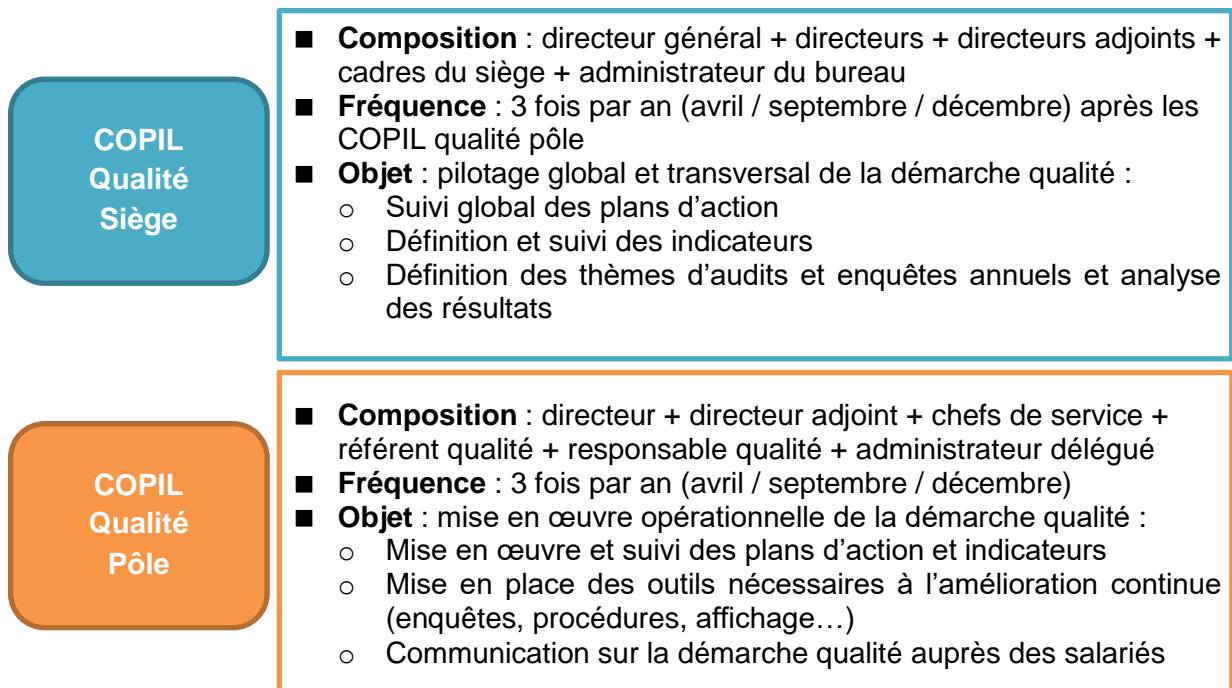 COPIL
Qualité
Siège
■ Composition : directeur général + directeurs + directeurs adjoints +
cadres du siège + administrateur du bureau
■ Fréquence : 3 fois par an (avril / septembre / décembre) après les
COPIL qualité pôle
■ Objet : pilotage global et transversal de la démarche qualité :
o Suivi global des plans d’action
o Définition et suivi des indicateurs
o Définition des thèmes d’audits et enquêtes annuels et analyse
des résultats
COPIL
Qualité
Pôle
■ Composition : directeur + directeur adjoint + chefs de service +
référent qualité + responsable qualité + administrateur délégué
■ Fréquence : 3 fois par an (avril / septembre / décembre)
■ Objet : mise en œuvre opérationnelle de la démarche qualité :
o Mise en œuvre et suivi des plans d’action et indicateurs
o Mise en place des outils nécessaires à l’amélioration continue
(enquêtes, procédures, affichage…)
o Communication sur la démarche qualité auprès des salariés